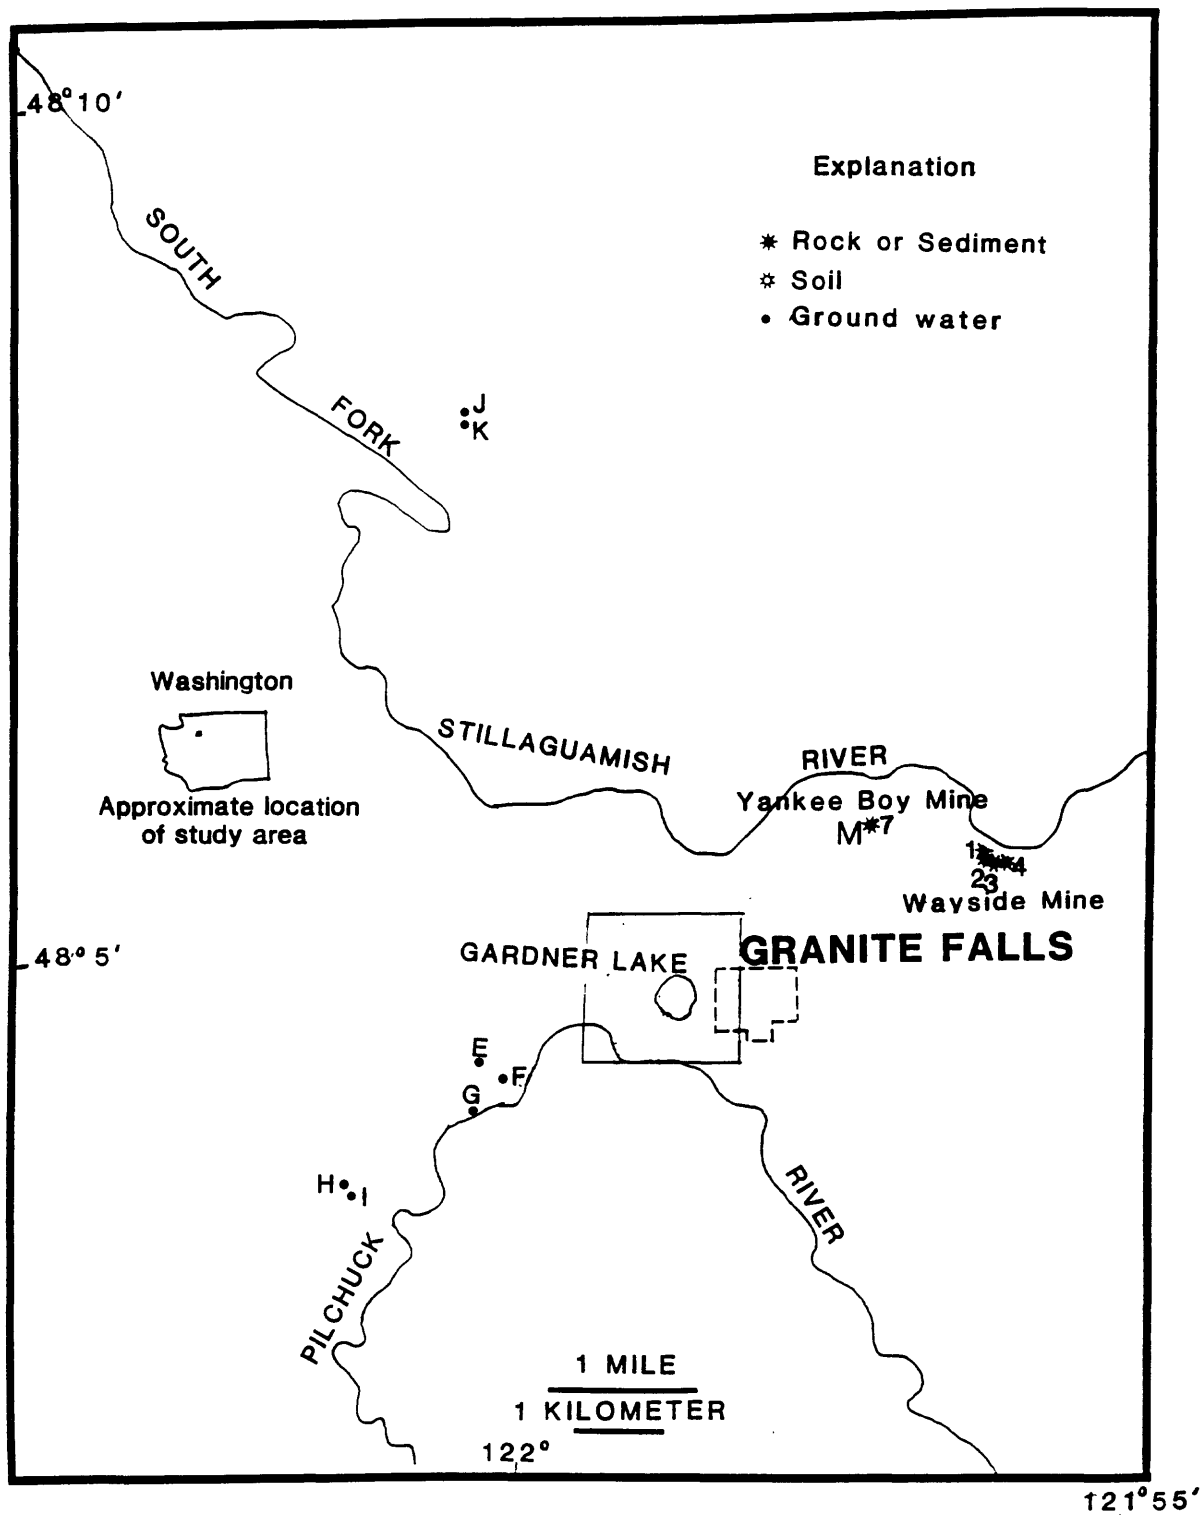 48°10'
Explanation
Rock or Sediment
Soil
Ground water
SOUTH
FORK
J
K
Washington
Approximate location
of study area
STILLAGUAMISH
RIVER
Yankee Boy Mine
M 7
1
2
3
4
Wayside Mine
48° 5'
GARDNER LAKE
GRANITE FALLS
E
F
G
H
I
PILCHUCK
RIVER
1 MILE
1 KILOMETER
122°
121°55'